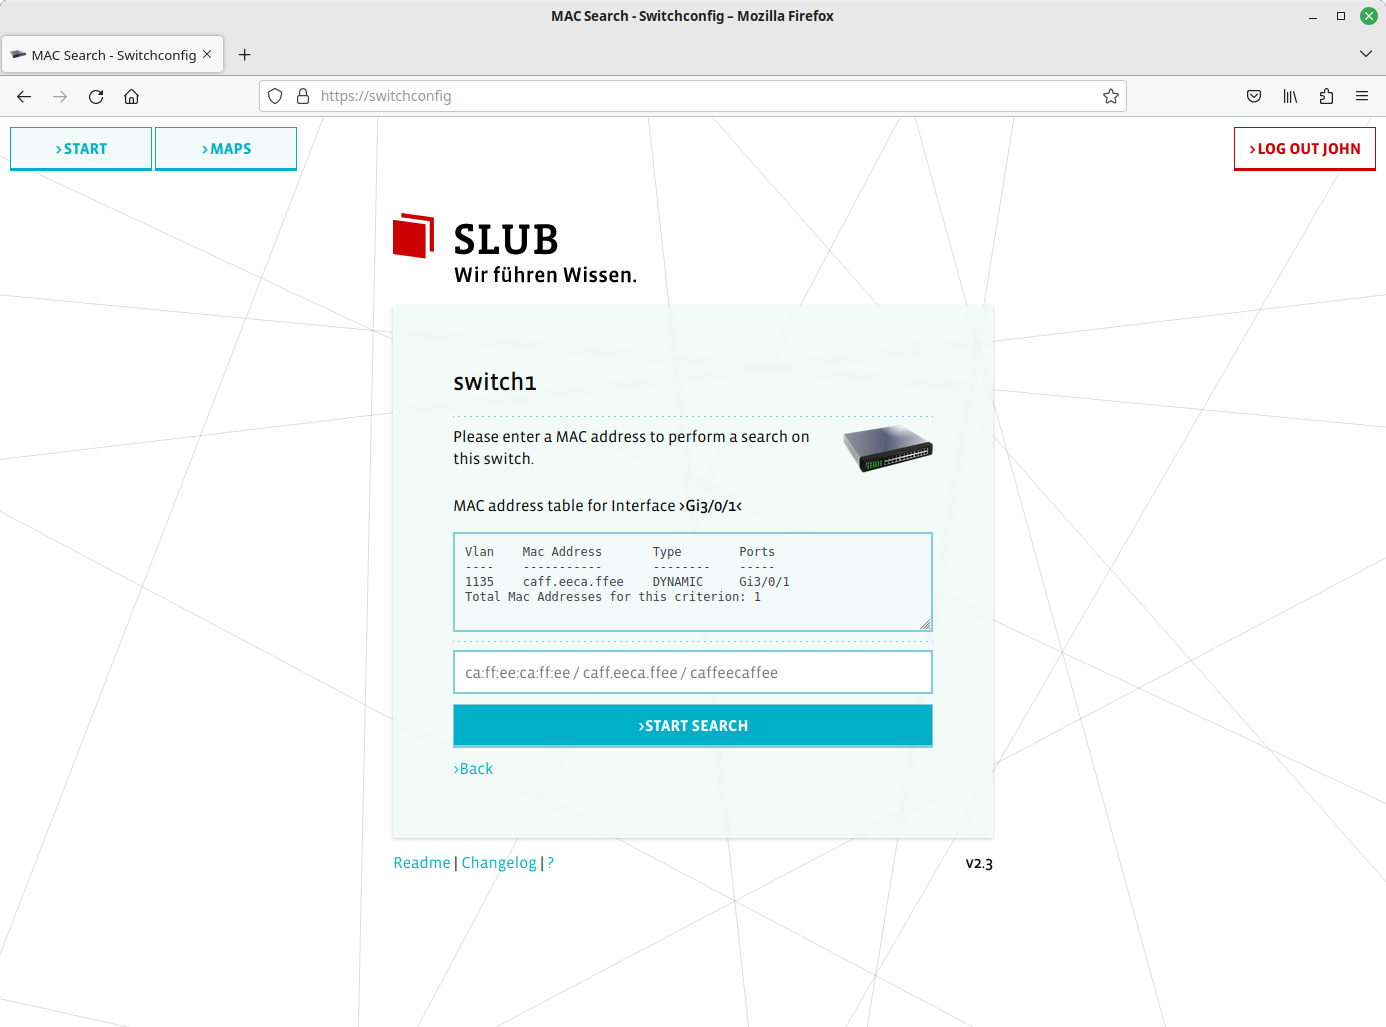 MAC Search - Switchconfig – Mozilla Firefox
MAC Search - Switchconfig
https://switchconfig
›START
›MAPS
›LOG OUT JOHN
SLUB
Wir führen Wissen.
switch1
Please enter a MAC address to perform a search on
this switch.
MAC address table for Interface ›Gi3/0/1‹
Vlan    Mac Address       Type        Ports
----    -----------       --------    -----
1135    caff.eeca.ffee    DYNAMIC     Gi3/0/1
Total Mac Addresses for this criterion: 1
ca:ff:ee:ca:ff:ee / caff.eeca.ffee / caffeecaffee
›START SEARCH
›Back
Readme | Changelog | ?
v2.3